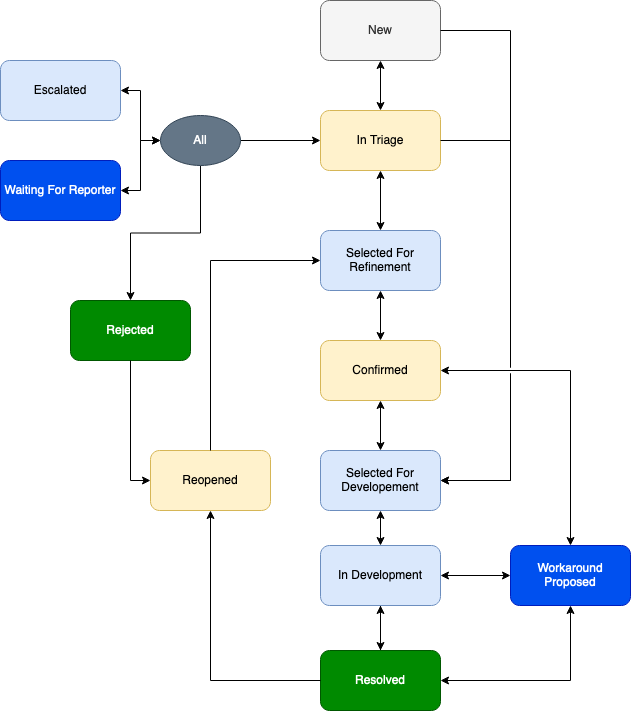 New
Escalated
All
In Triage
Waiting For Reporter
Selected For
Refinement
Rejected
Confirmed
Reopened
Selected For
Developement
In Development
Workaround
Proposed
Resolved